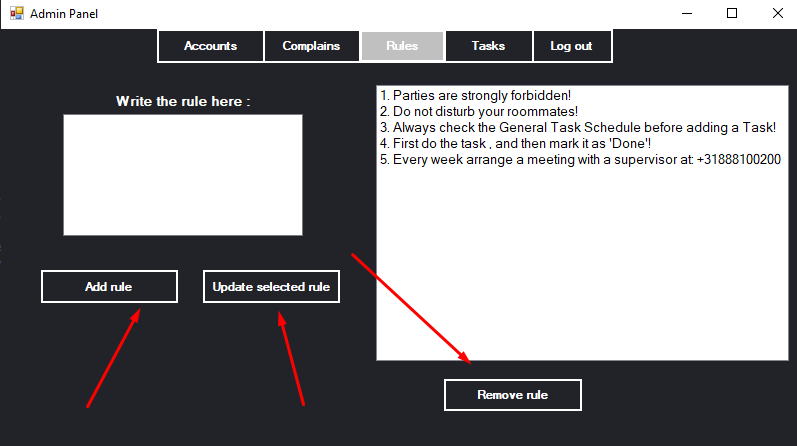 Admin Panel
Accounts
Complains
Rules
Tasks
Log out
Write the rule here :
1. Parties are strongly forbidden!
2. Do not disturb your roommates!
3. Always check the General Task Schedule before adding a Task!
4. First do the task , and then mark it as 'Done'!
5. Every week arrange a meeting with a supervisor at: +31888100200
Add rule
Update selected rule
Remove rule